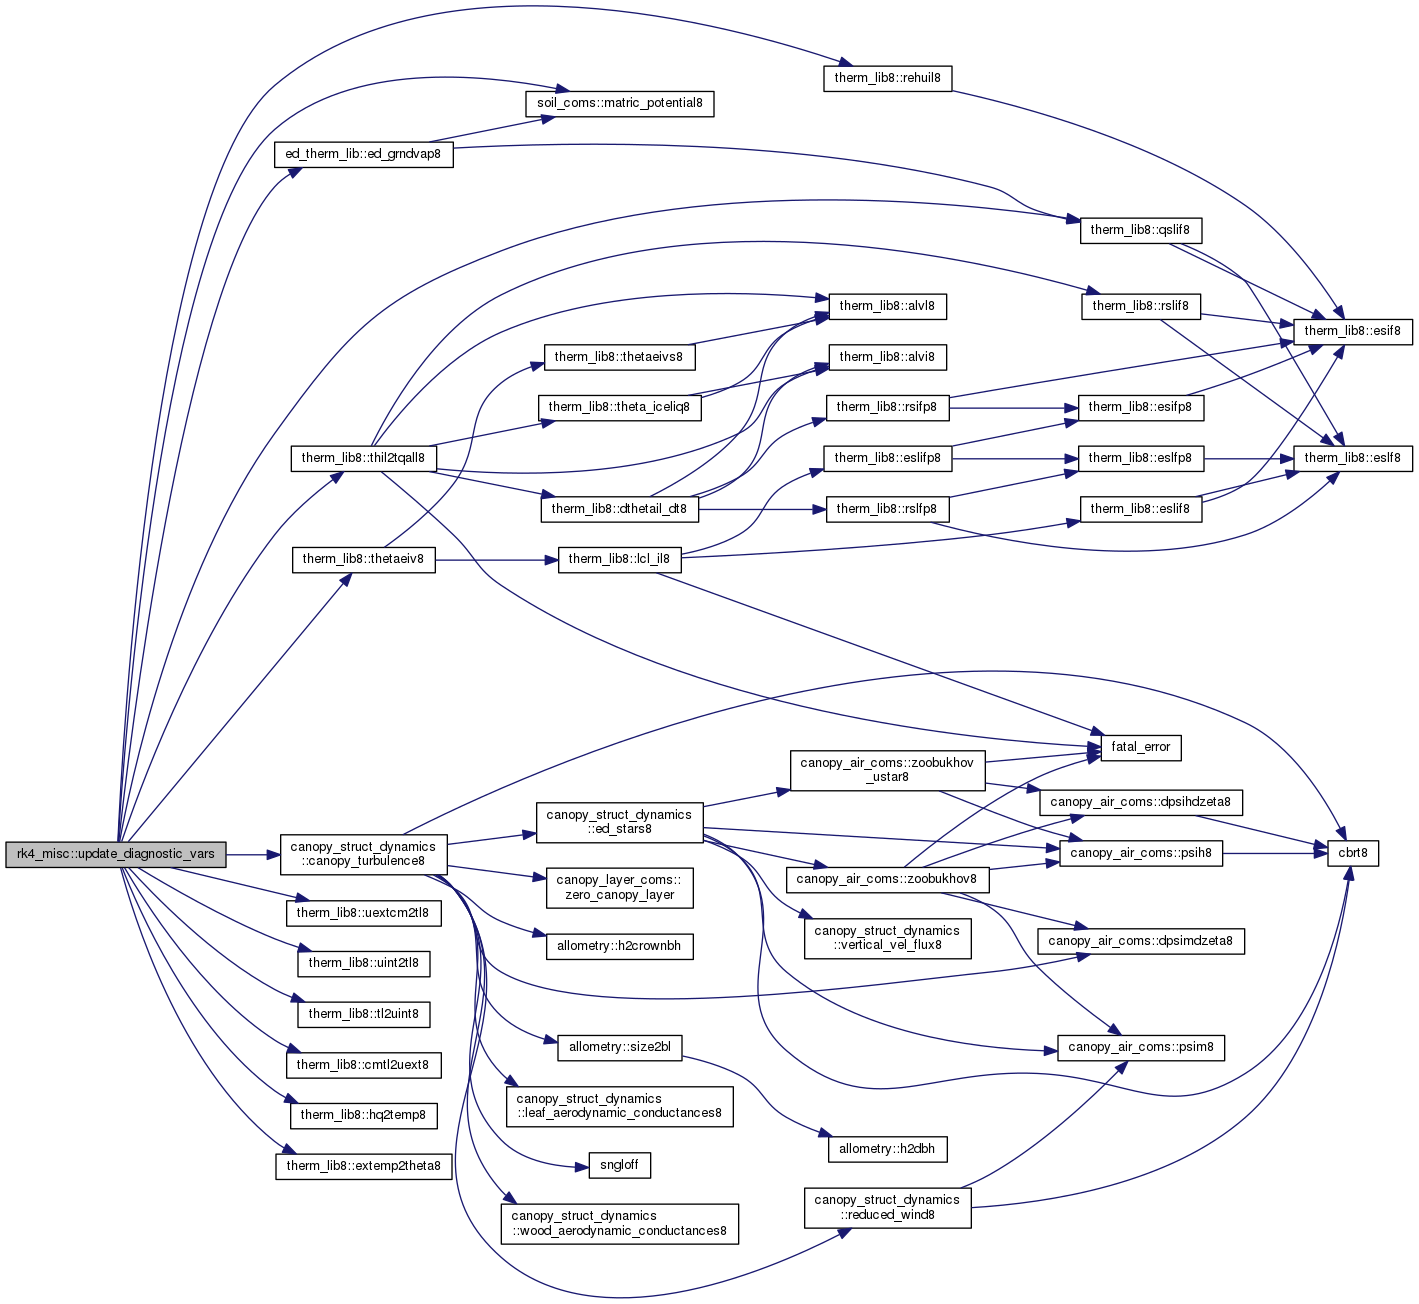 therm_lib8::rehuil8
soil_coms::matric_potential8
ed_therm_lib::ed_grndvap8
therm_lib8::qslif8
therm_lib8::alvl8
therm_lib8::rslif8
therm_lib8::esif8
therm_lib8::thetaeivs8
therm_lib8::alvi8
therm_lib8::theta_iceliq8
therm_lib8::rsifp8
therm_lib8::esifp8
therm_lib8::thil2tqall8
therm_lib8::eslifp8
therm_lib8::eslfp8
therm_lib8::eslf8
therm_lib8::dthetail_dt8
therm_lib8::rslfp8
therm_lib8::eslif8
therm_lib8::thetaeiv8
therm_lib8::lcl_il8
fatal_error
canopy_air_coms::zoobukhov
_ustar8
canopy_air_coms::dpsihdzeta8
canopy_struct_dynamics
::ed_stars8
rk4_misc::update_diagnostic_vars
canopy_struct_dynamics
::canopy_turbulence8
canopy_air_coms::psih8
cbrt8
canopy_layer_coms::
zero_canopy_layer
canopy_air_coms::zoobukhov8
therm_lib8::uextcm2tl8
canopy_struct_dynamics
::vertical_vel_flux8
canopy_air_coms::dpsimdzeta8
allometry::h2crownbh
therm_lib8::uint2tl8
therm_lib8::tl2uint8
allometry::size2bl
canopy_air_coms::psim8
therm_lib8::cmtl2uext8
canopy_struct_dynamics
::leaf_aerodynamic_conductances8
therm_lib8::hq2temp8
allometry::h2dbh
therm_lib8::extemp2theta8
sngloff
canopy_struct_dynamics
::reduced_wind8
canopy_struct_dynamics
::wood_aerodynamic_conductances8